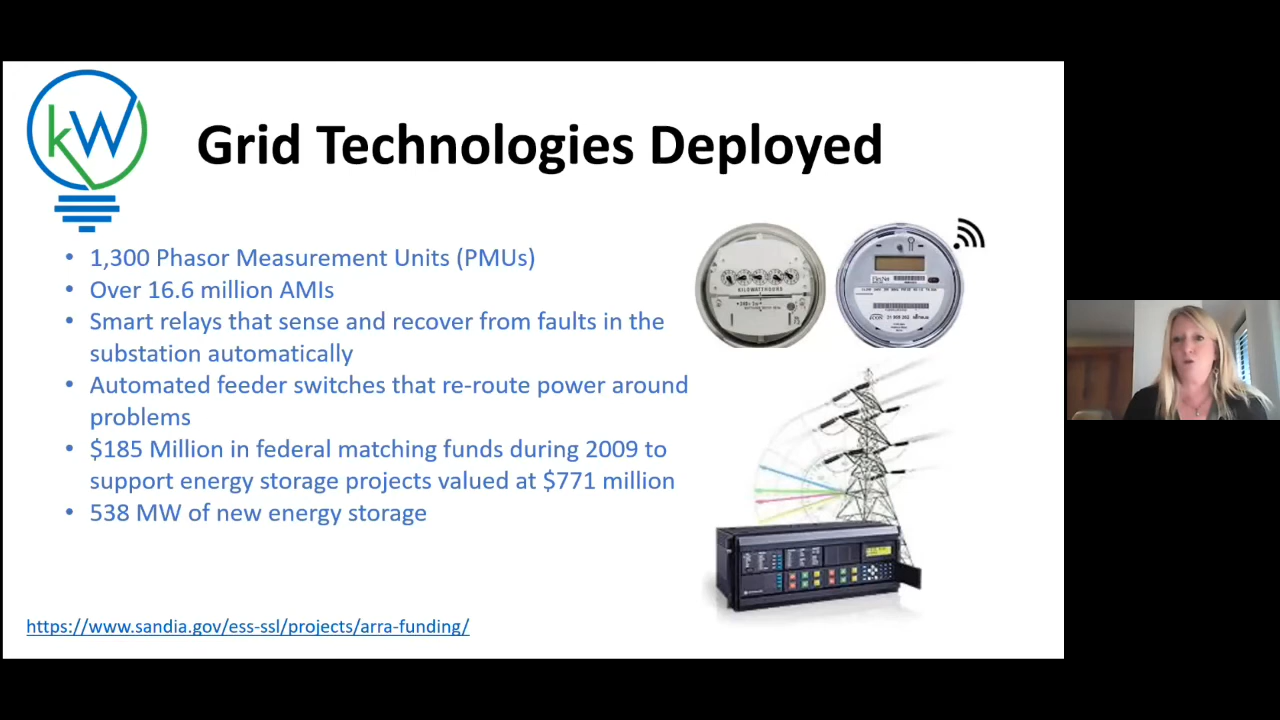 kW
Grid Technologies Deployed
• 1,300 Phasor Measurement Units (PMUs)
• Over 16.6 million AMIs
• Smart relays that sense and recover from faults in the
substation automatically
• Automated feeder switches that re-route power around
problems
• $185 Million in federal matching funds during 2009 to
support energy storage projects valued at $771 million
• 538 MW of new energy storage
KILOWATTHOUR
https://www.sandia.gov/ess-ssl/projects/arra-funding/